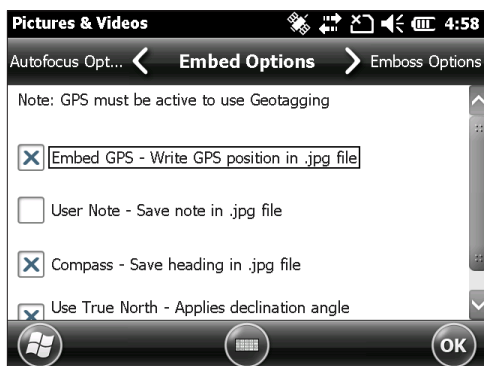 Pictures & Videos 4:58
Autofocus Opt... Embed Options Emboss Options
Note: GPS must be active to use Geotagging
Embed GPS - Write GPS position in .jpg file
User Note - Save note in .jpg file
Compass - Save heading in .jpg file
Use True North - Applies declination angle
OK